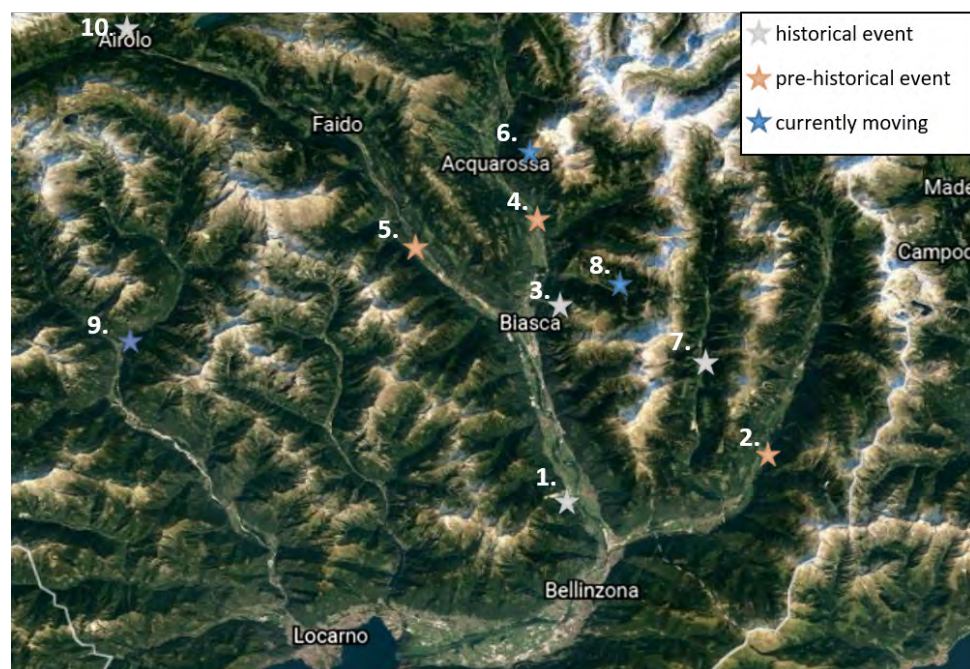 10.
Airolo
historical event
pre-historical event
currently moving
Faido
6.
Acquarossa
4.
5.
8.
3.
Biasca
9.
7.
2.
1.
Bellinzona
Locarno
Made
Campoc